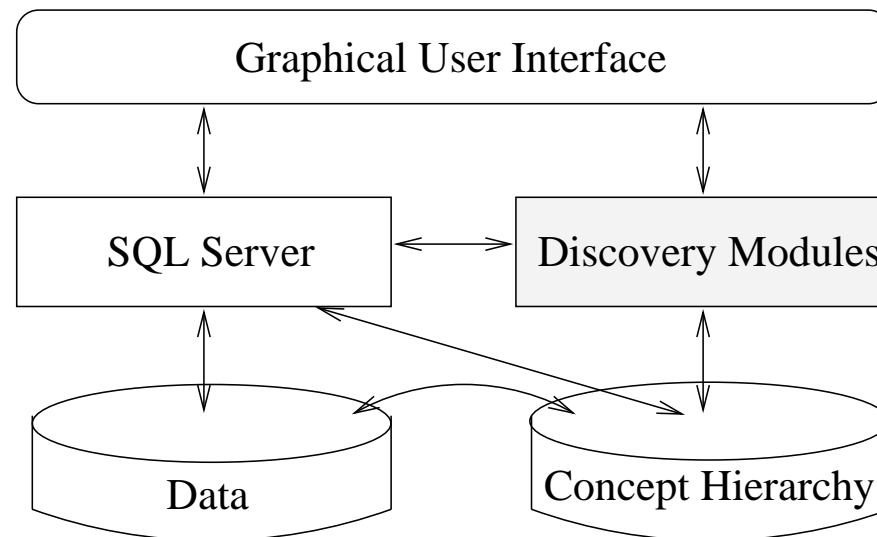 Graphical User Interface
SQL Server
Discovery Modules
Data
Concept Hierarchy